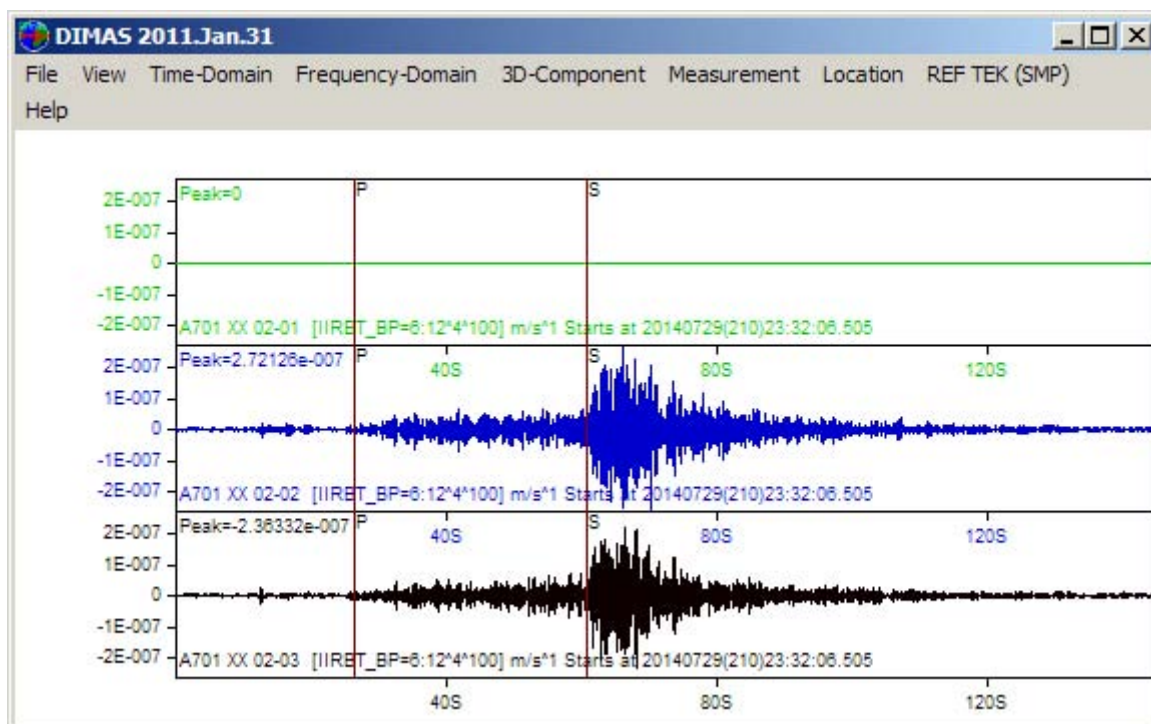 DIMAS 2011.Jan.31
File View Time-Domain Frequency-Domain 3D-Component Measurement Location REF TEK (SMP)
Help
2E-007
1E-007
0
-1E-007
-2E-007
Peak=0
P
S
A701 XX 02-01 [IIRET_BP=6:12^4^100] m/s^1 Starts at 20140729(210)23:32:06.505
2E-007
1E-007
0
-1E-007
-2E-007
Peak=2.72126e-007
P
S
40S 80S 120S
A701 XX 02-02 [IIRET_BP=6:12^4^100] m/s^1 Starts at 20140729(210)23:32:06.505
2E-007
1E-007
0
-1E-007
-2E-007
Peak=-2.36332e-007
P
S
40S 80S 120S
A701 XX 02-03 [IIRET_BP=6:12^4^100] m/s^1 Starts at 20140729(210)23:32:06.505
40S 80S 120S